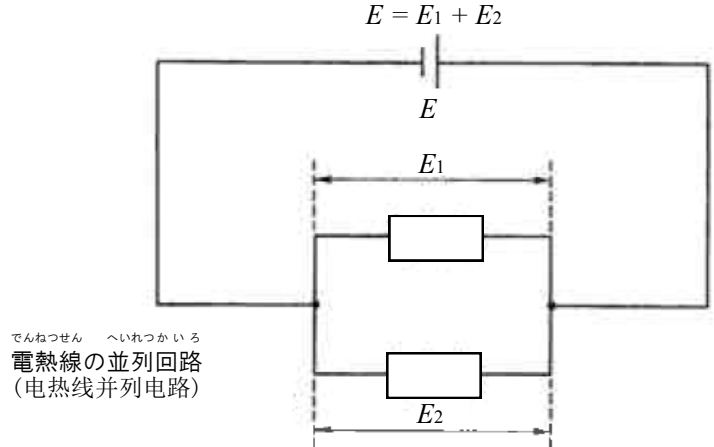 E = E1 + E2
E
E1
E2
でんねつせん へいれつかいろ
電熱線の並列回路
(电热线并列电路)